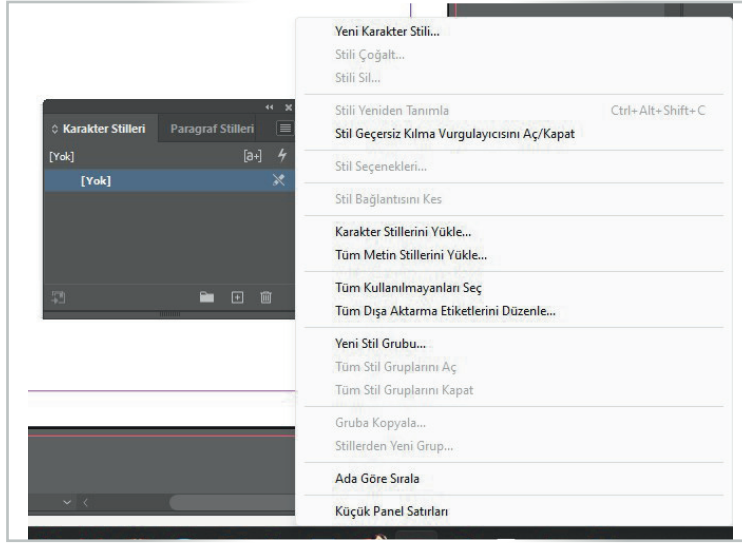 Karakter Stilleri Paragraf Stilleri
[Yok] [a+]
[Yok]
Yeni Karakter Stili...
Stili Çoğalt...
Stili Sil...
Stili Yeniden Tanımla Ctrl+Alt+Shift+C
Stil Geçersiz Kılma Vurgulayıcısını Aç/Kapat
Stil Seçenekleri...
Stil Bağlantısını Kes
Karakter Stillerini Yükle...
Tüm Metin Stillerini Yükle...
Tüm Kullanılmayanları Seç
Tüm Dışa Aktarma Etiketlerini Düzenle...
Yeni Stil Grubu...
Tüm Stil Gruplarını Aç
Tüm Stil Gruplarını Kapat
Gruba Kopyala...
Stillerden Yeni Grup...
Ada Göre Sırala
Küçük Panel Satırları